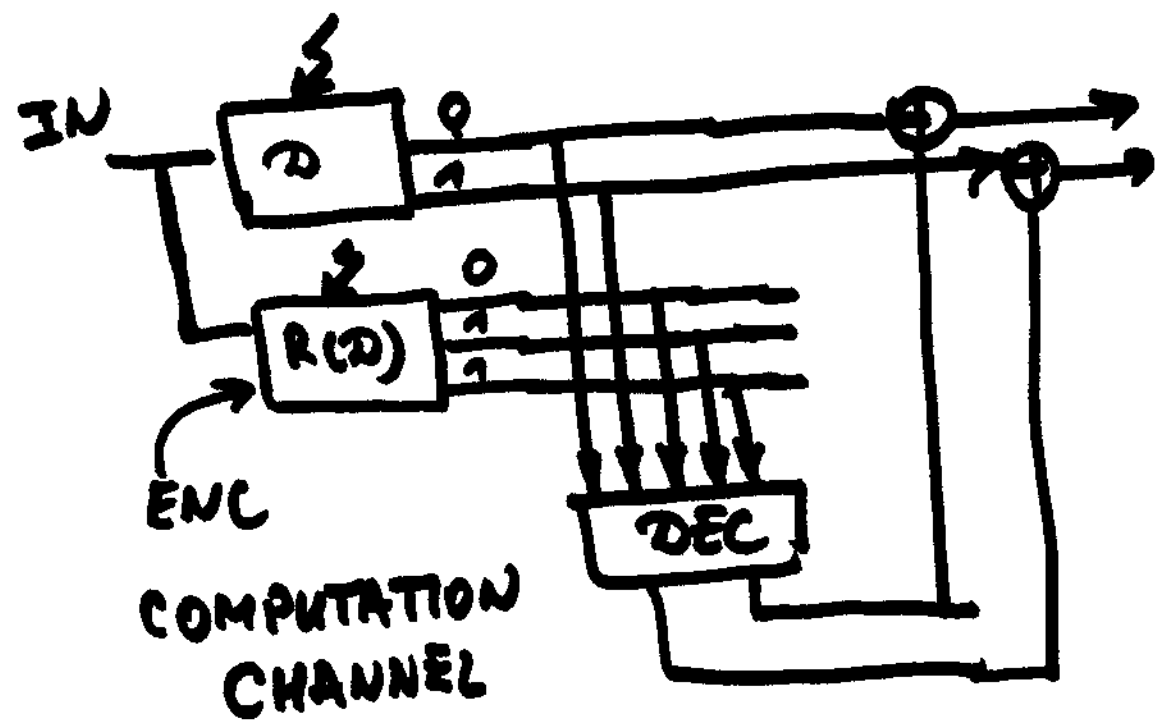 IN
D
0
1
R(D)
0
1
1
ENC
DEC
COMPUTATION
CHANNEL